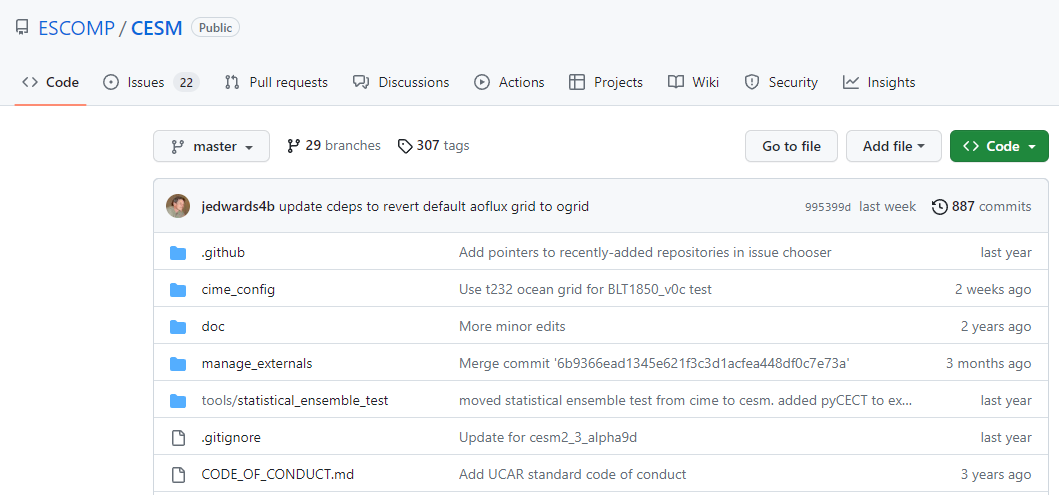 ESCOMP / CESM Public
Code Issues 22 Pull requests Discussions Actions Projects Wiki Security Insights
master 29 branches 307 tags Go to file Add file Code
jedwards4b update cdeps to revert default aoflux grid to ogrid 995399d last week 887 commits
.github Add pointers to recently-added repositories in issue chooser last year
cime_config Use t232 ocean grid for BLT1850_v0c test 2 weeks ago
doc More minor edits 2 years ago
manage_externals Merge commit '6b9366ead1345e621f3c3d1acfea448df0c7e73a' 3 months ago
tools/statistical_ensemble_test moved statistical ensemble test from cime to cesm. added pyCECT to ex... last year
.gitignore Update for cesm2_3_alpha9d last year
CODE_OF_CONDUCT.md Add UCAR standard code of conduct 3 years ago